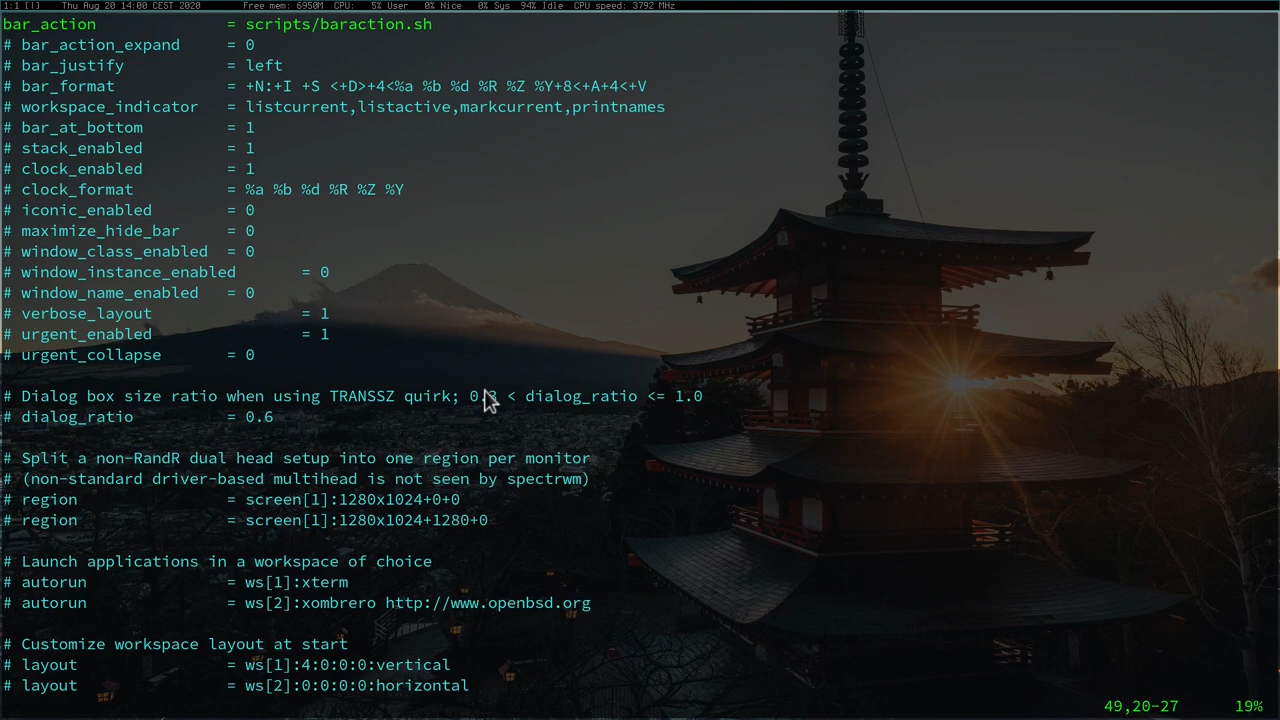 1:1 [|]    Thu Aug 20 14:00 CEST 2020    Free mem: 6950M  CPU:   5% User   0% Nice   0% Sys  94% Idle  CPU speed: 3792 MHz
bar_action              = scripts/baraction.sh
# bar_action_expand     = 0
# bar_justify           = left
# bar_format            = +N:+I +S <+D>+4<%a %b %d %R %Z %Y+8<+A+4<+V
# workspace_indicator   = listcurrent,listactive,markcurrent,printnames
# bar_at_bottom         = 1
# stack_enabled         = 1
# clock_enabled         = 1
# clock_format          = %a %b %d %R %Z %Y
# iconic_enabled        = 0
# maximize_hide_bar     = 0
# window_class_enabled  = 0
# window_instance_enabled       = 0
# window_name_enabled   = 0
# verbose_layout                = 1
# urgent_enabled                = 1
# urgent_collapse       = 0
# Dialog box size ratio when using TRANSSZ quirk; < dialog_ratio <= 1.0
# dialog_ratio          = 0.6
# Split a non-RandR dual head setup into one region per monitor
# (non-standard driver-based multihead is not seen by spectrwm)
# region                = screen[1]:1280x1024+0+0
# region                = screen[1]:1280x1024+1280+0
# Launch applications in a workspace of choice
# autorun               = ws[1]:xterm
# autorun               = ws[2]:xombrero http://www.openbsd.org
# Customize workspace layout at start
# layout                = ws[1]:4:0:0:0:vertical
# layout                = ws[2]:0:0:0:0:horizontal
49,20-27      19%